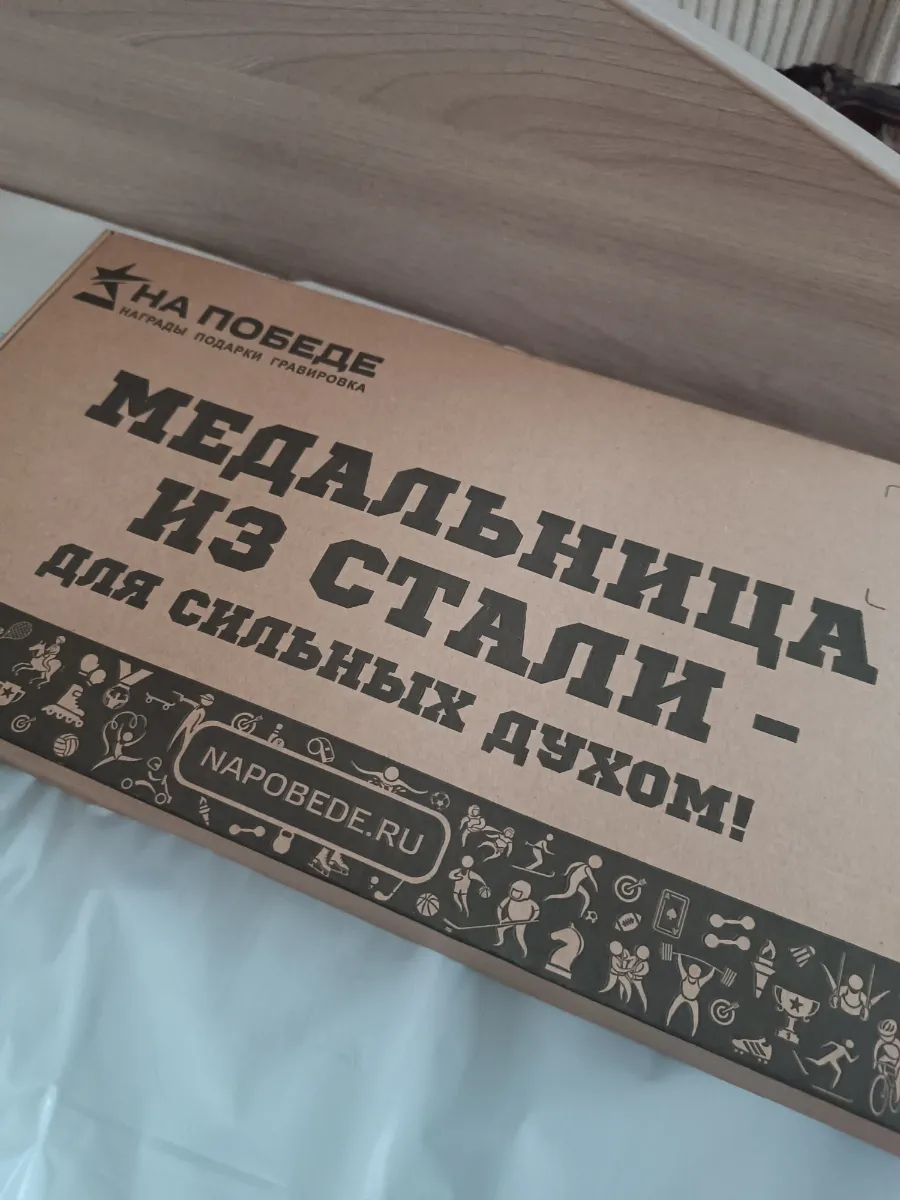 НА ПОБЕДЕ
НАГРАДЫ ПОДАРКИ ГРАВИРОВКА
МЕДАЛЬНИЦА
ИЗ СТАЛИ -
ДЛЯ СИЛЬНЫХ ДУХОМ!
NAPOBEDE.RU